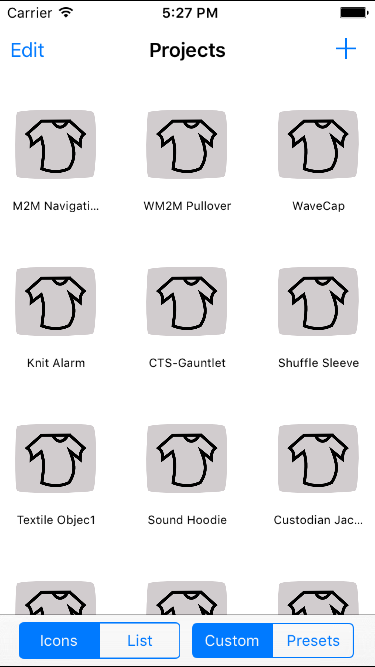 Carrier 5:27 PM
Edit Projects +
M2M Navigati... WM2M Pullover WaveCap
Knit Alarm CTS-Gauntlet Shuffle Sleeve
Textile Objec1 Sound Hoodie Custodian Jac...
Icons List Custom Presets